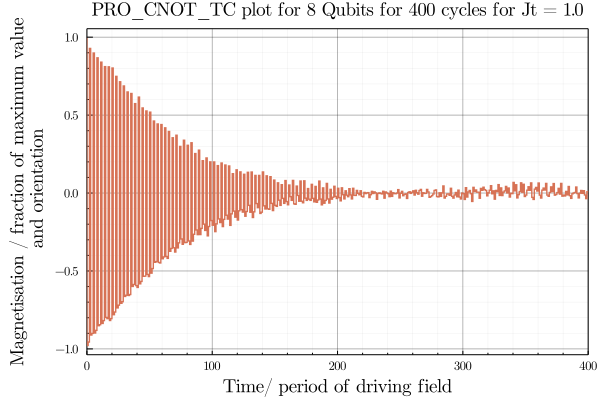 PRO_CNOT_TC plot for 8 Qubits for 400 cycles for Jt = 1.0
Magnetisation / fraction of maximum value
and orientation
1.0
0.5
0.0
−0.5
−1.0
0
100
200
300
400
Time/ period of driving field